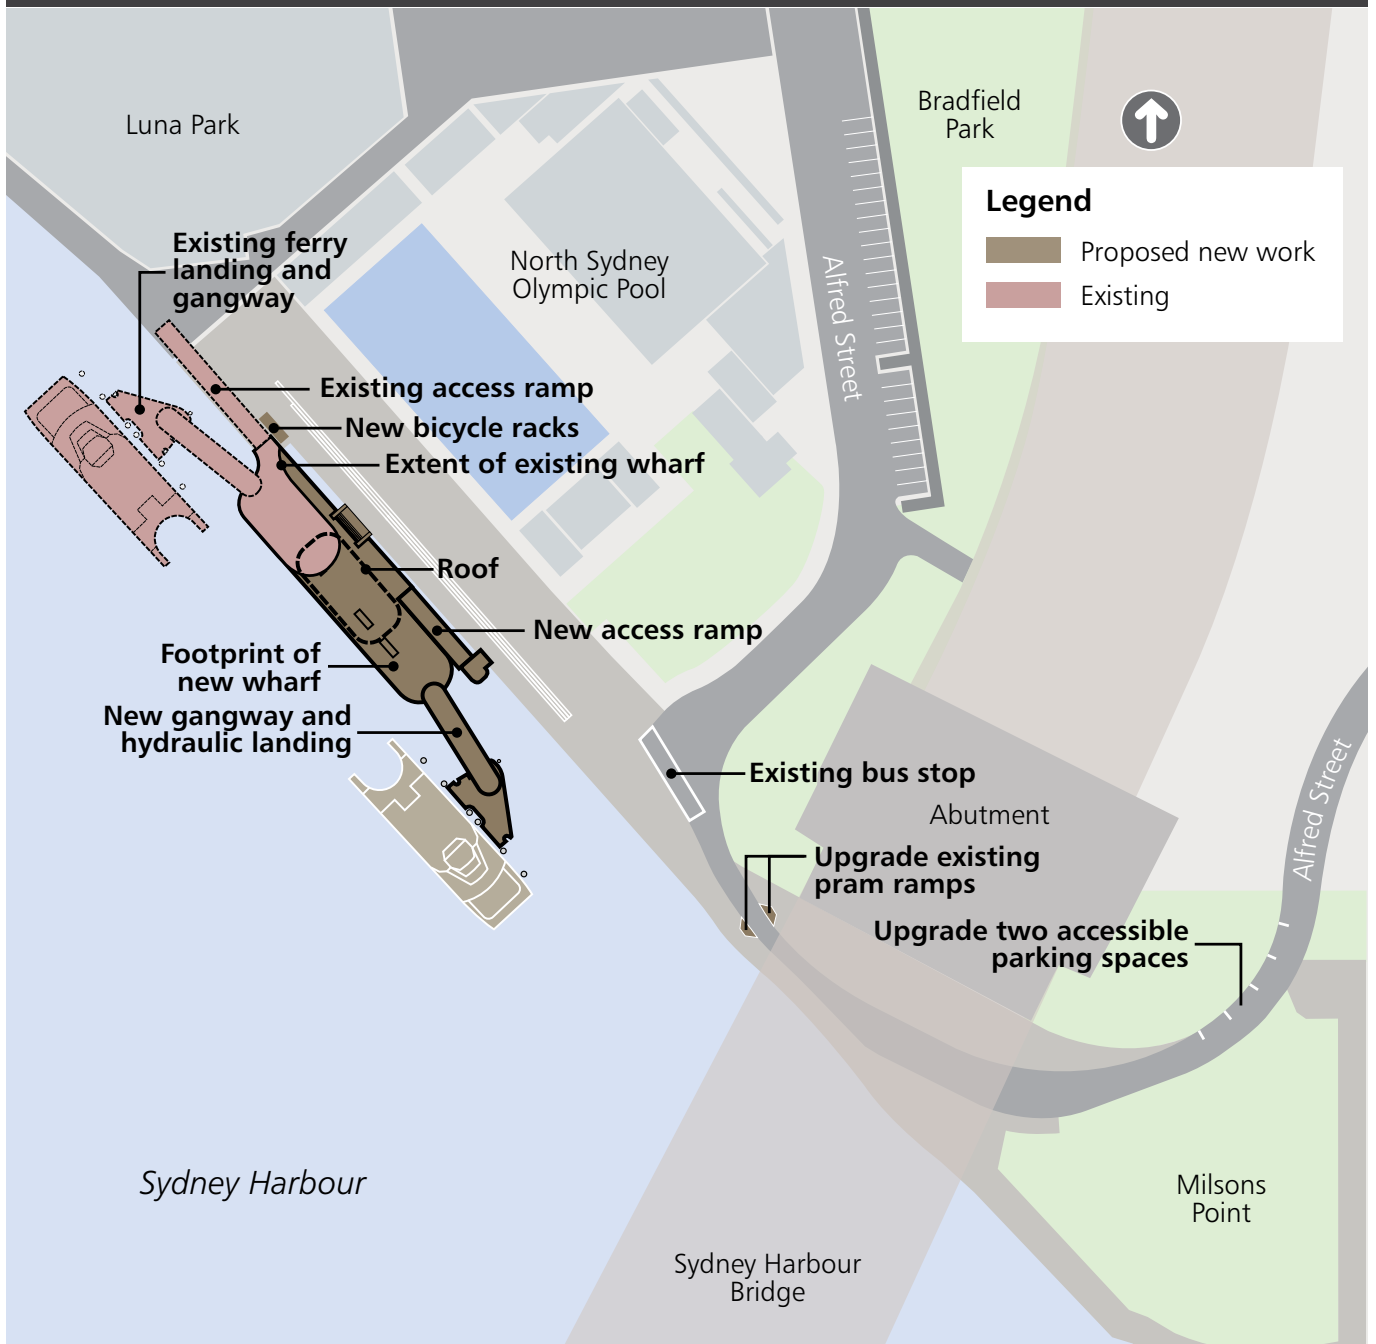 Luna Park
Bradfield
Park
Legend
Proposed new work
Existing
Existing ferry
landing and
gangway
North Sydney
Olympic Pool
Alfred Street
Existing access ramp
New bicycle racks
Extent of existing wharf
Roof
New access ramp
Footprint of
new wharf
New gangway and
hydraulic landing
Existing bus stop
Abutment
Alfred Street
Upgrade existing
pram ramps
Upgrade two accessible
parking spaces
Sydney Harbour
Milsons
Point
Sydney Harbour
Bridge